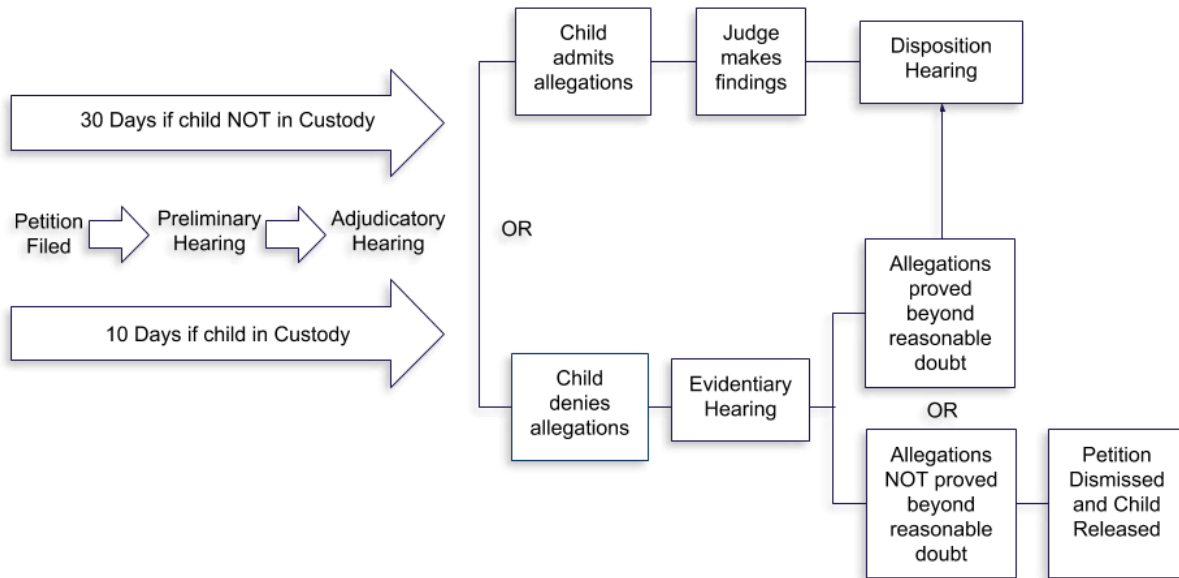 30 Days if child NOT in Custody
Petition
Filed
Preliminary
Hearing
Adjudicatory
Hearing
10 Days if child in Custody
OR
Child
admits
allegations
Judge
makes
findings
Disposition
Hearing
Child
denies
allegations
Evidentiary
Hearing
Allegations
proved
beyond
reasonable
doubt
OR
Allegations
NOT proved
beyond
reasonable
doubt
Petition
Dismissed
and Child
Released